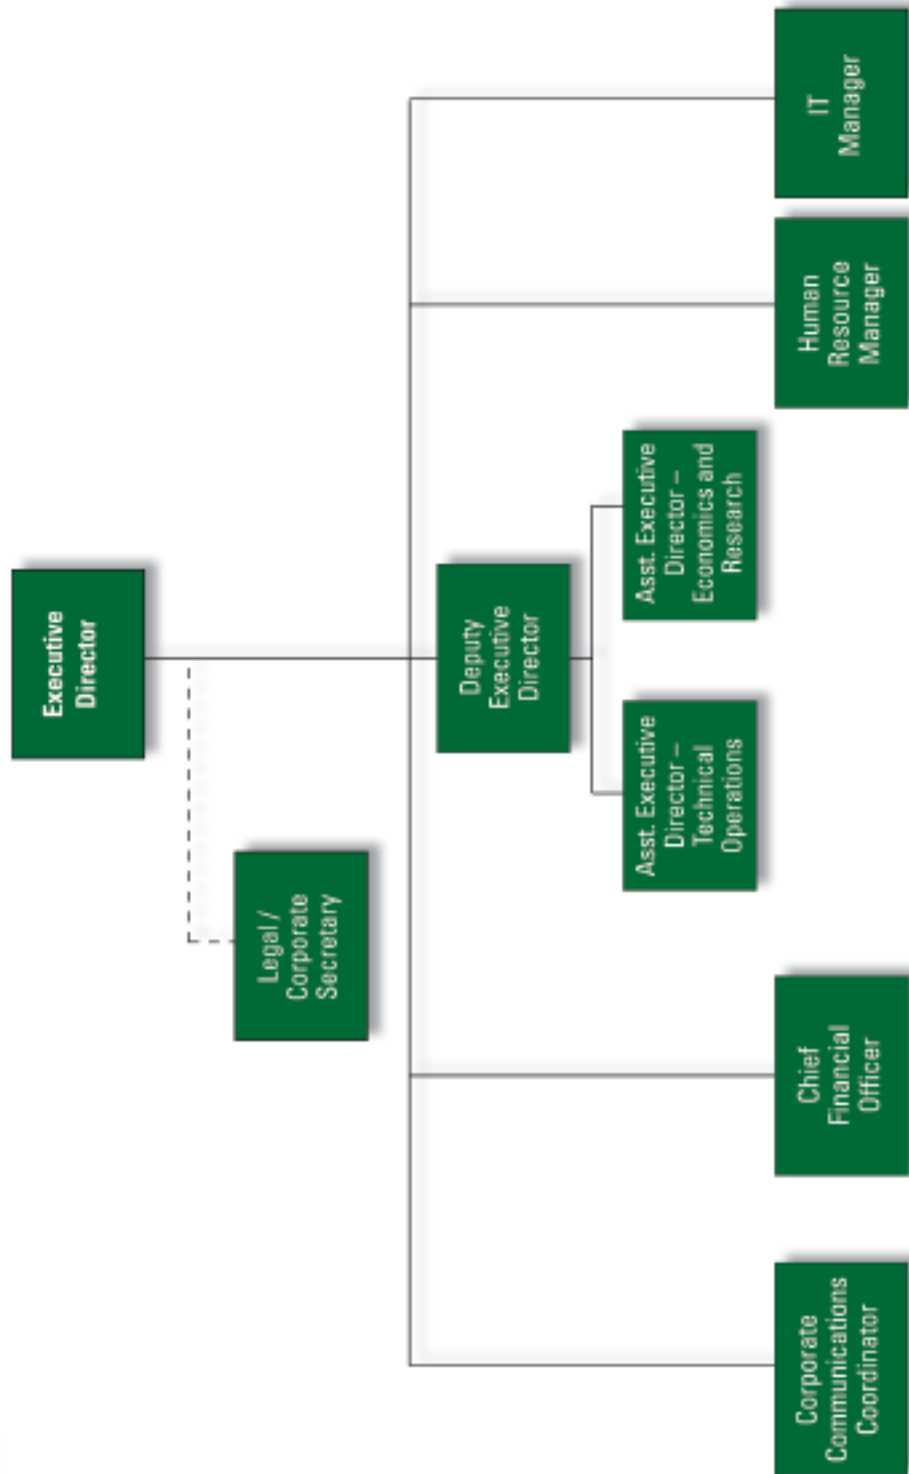 Executive
Director
Legal /
Corporate
Secretary
Deputy
Executive
Director
Asst. Executive
Director –
Technical
Operations
Asst. Executive
Director –
Economics and
Research
Corporate
Communications
Coordinator
Chief
Financial
Officer
Human
Resource
Manager
IT
Manager